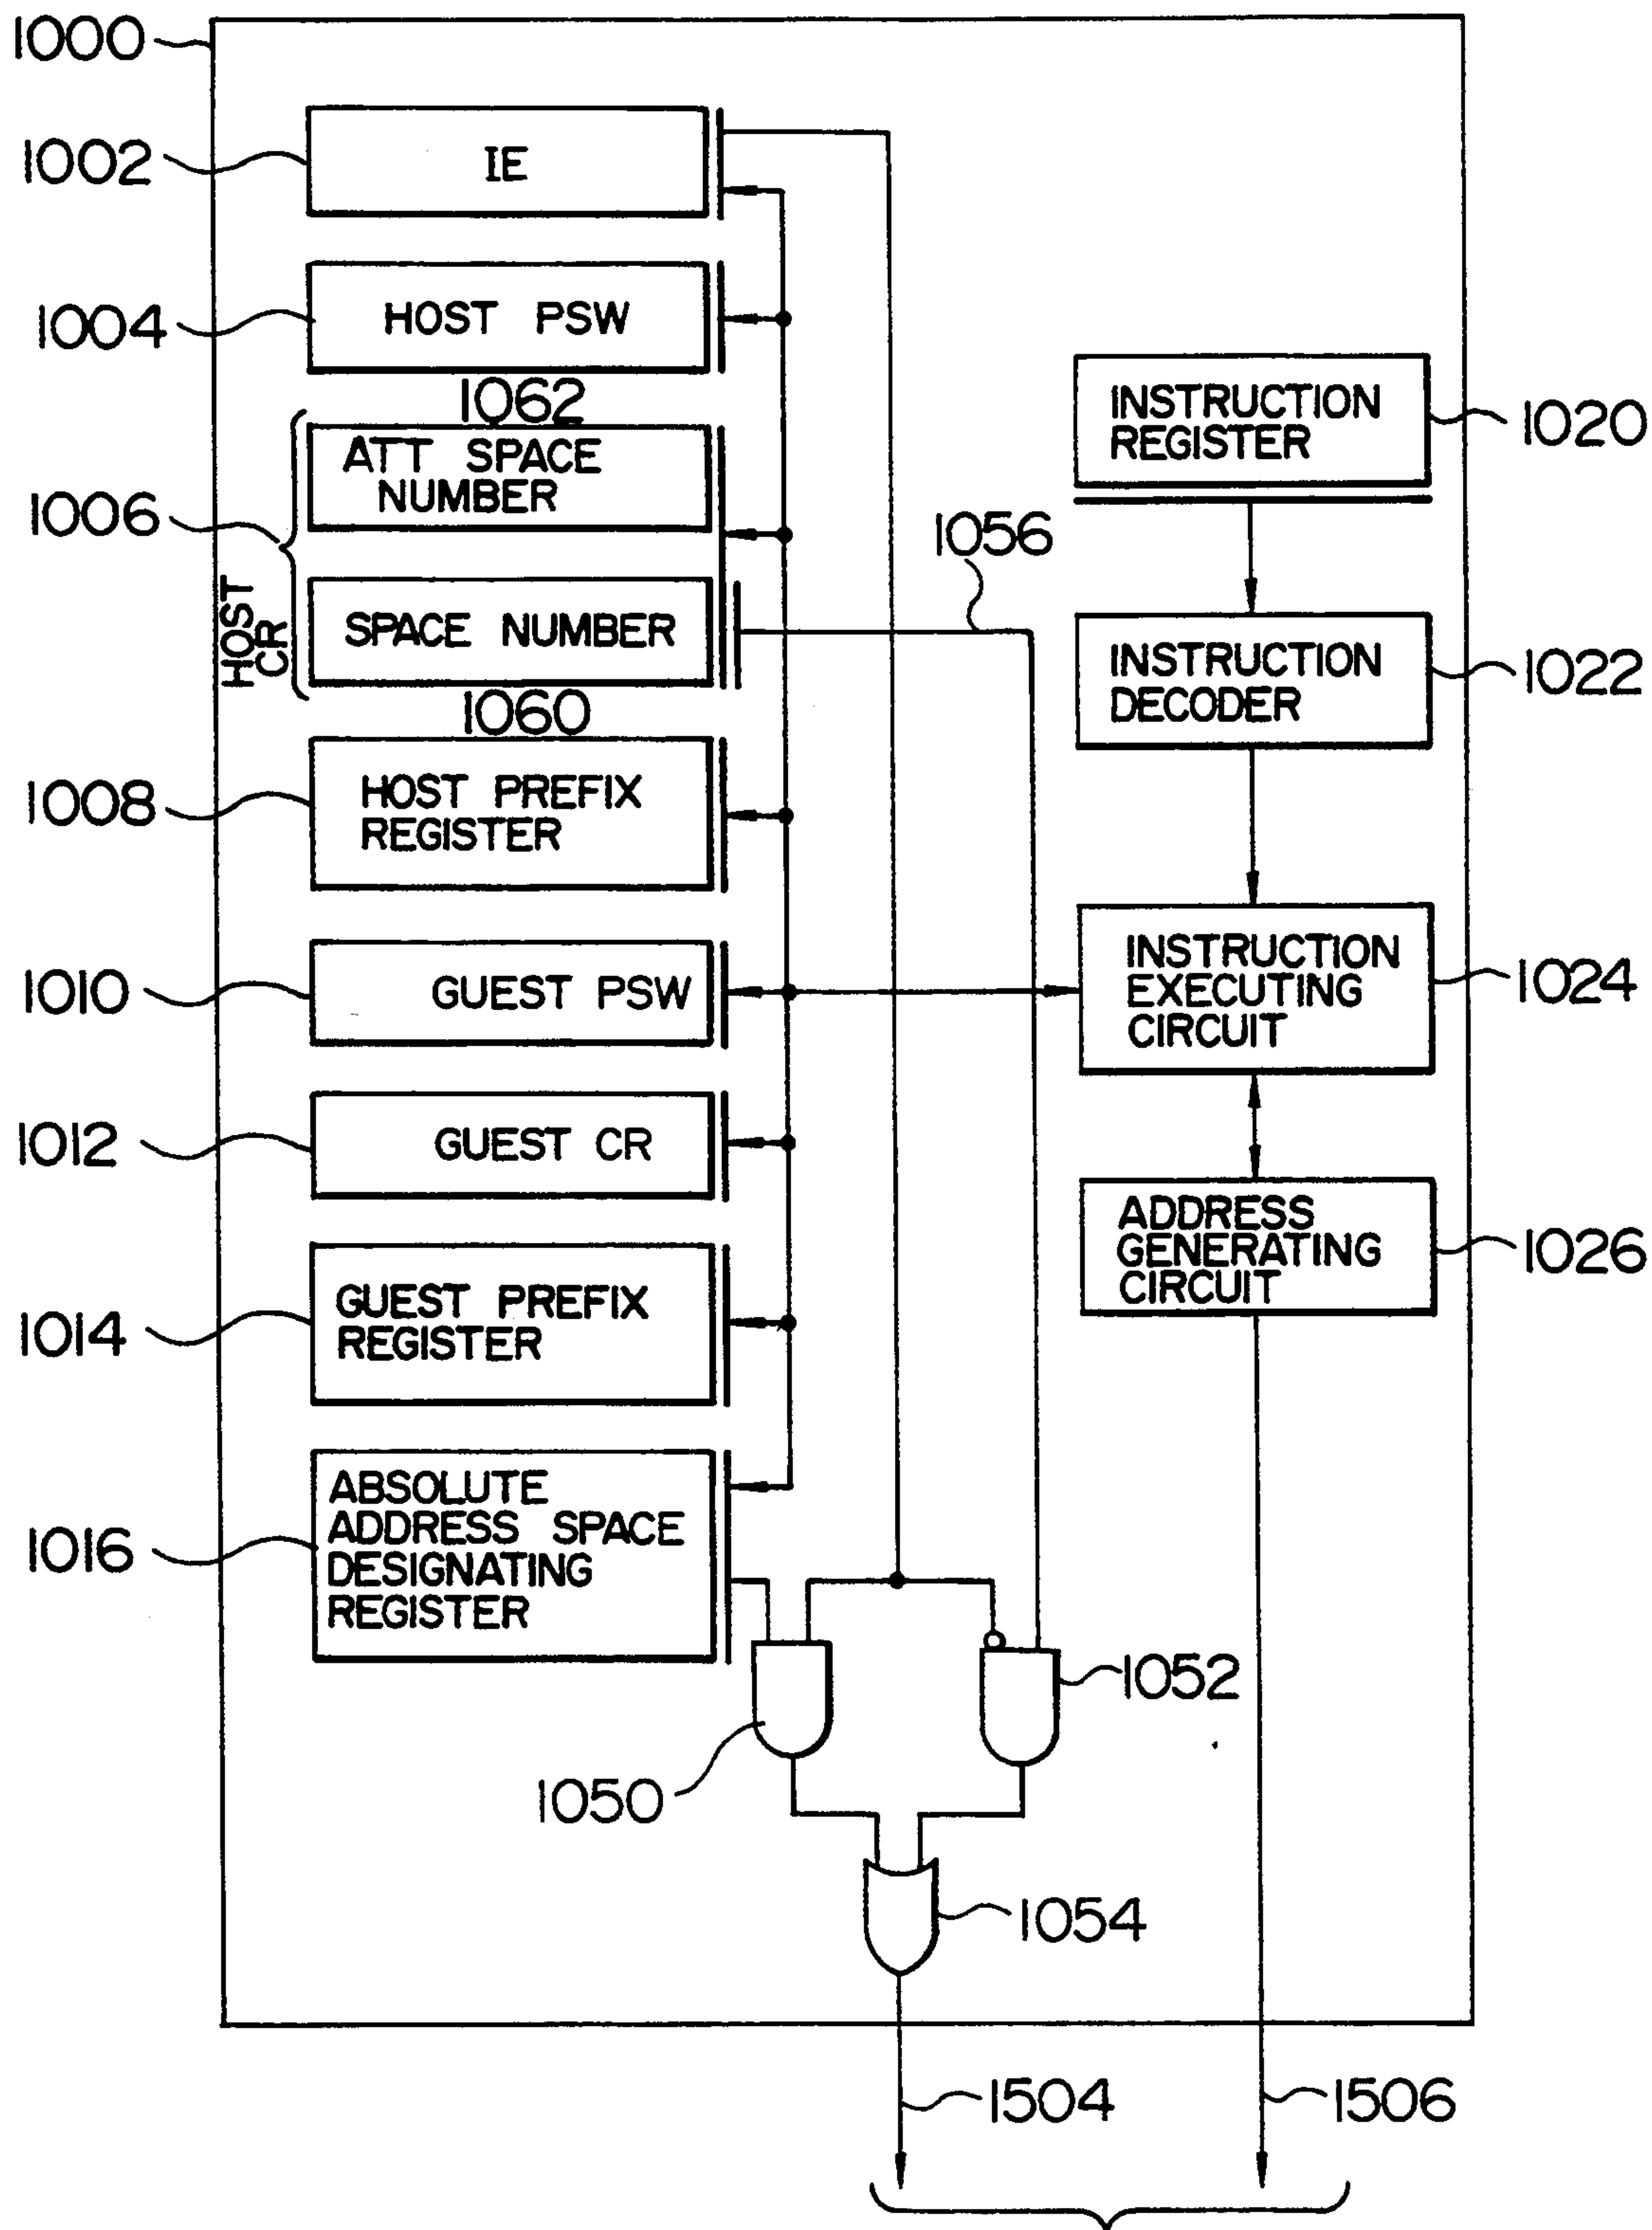 1000
1002
IE
1004
HOST PSW
1062
ATT SPACE
NUMBER
1006
HOST
CR
SPACE NUMBER
1060
1056
1008
HOST PREFIX
REGISTER
1010
GUEST PSW
1012
GUEST CR
1014
GUEST PREFIX
REGISTER
1016
ABSOLUTE
ADDRESS SPACE
DESIGNATING
REGISTER
INSTRUCTION
REGISTER
1020
INSTRUCTION
DECODER
1022
INSTRUCTION
EXECUTING
CIRCUIT
1024
ADDRESS
GENERATING
CIRCUIT
1026
1052
1050
1054
1504
1506